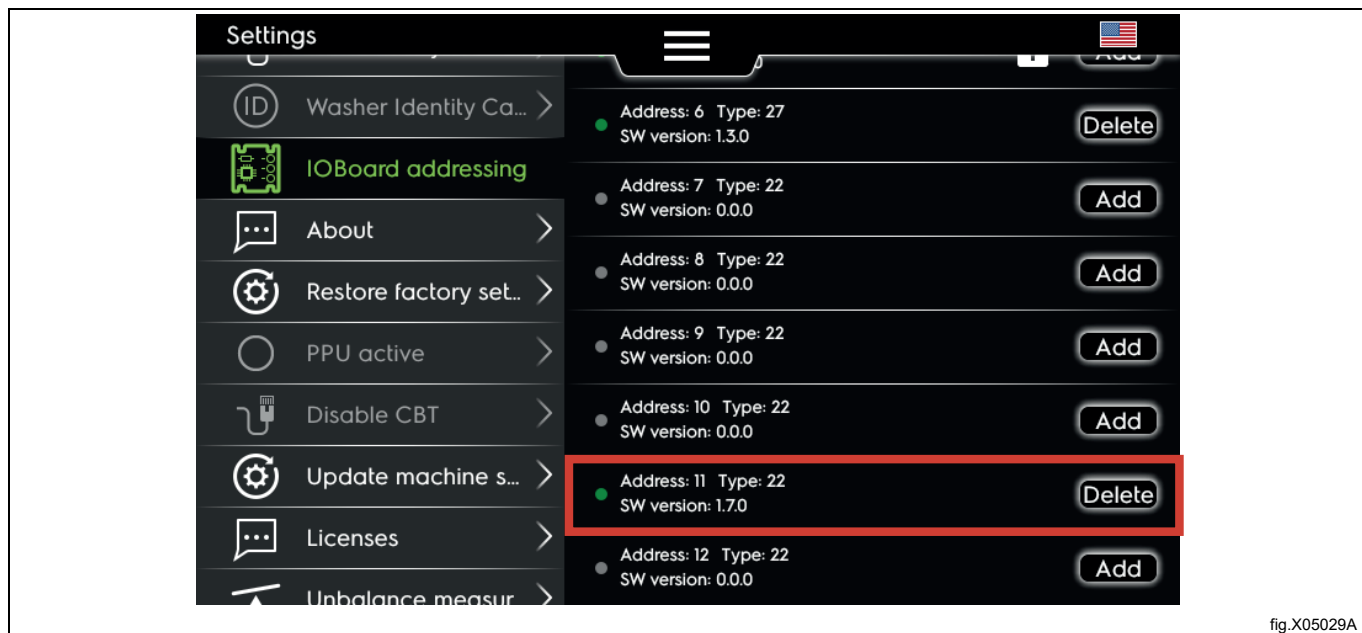 Settings
Add
Washer Identity Ca...
ID
IOBoard addressing
About
Restore factory set..
PPU active
Disable CBT
Update machine s...
Licenses
Unbalance measur
Address: 6 Type: 27
SW version: 1.3.0
Delete
Address: 7 Type: 22
SW version: 0.0.0
Add
Address: 8 Type: 22
SW version: 0.0.0
Add
Address: 9 Type: 22
SW version: 0.0.0
Add
Address: 10 Type: 22
SW version: 0.0.0
Add
Address: 11 Type: 22
SW version: 1.7.0
Delete
Address: 12 Type: 22
SW version: 0.0.0
Add
fig.X05029A